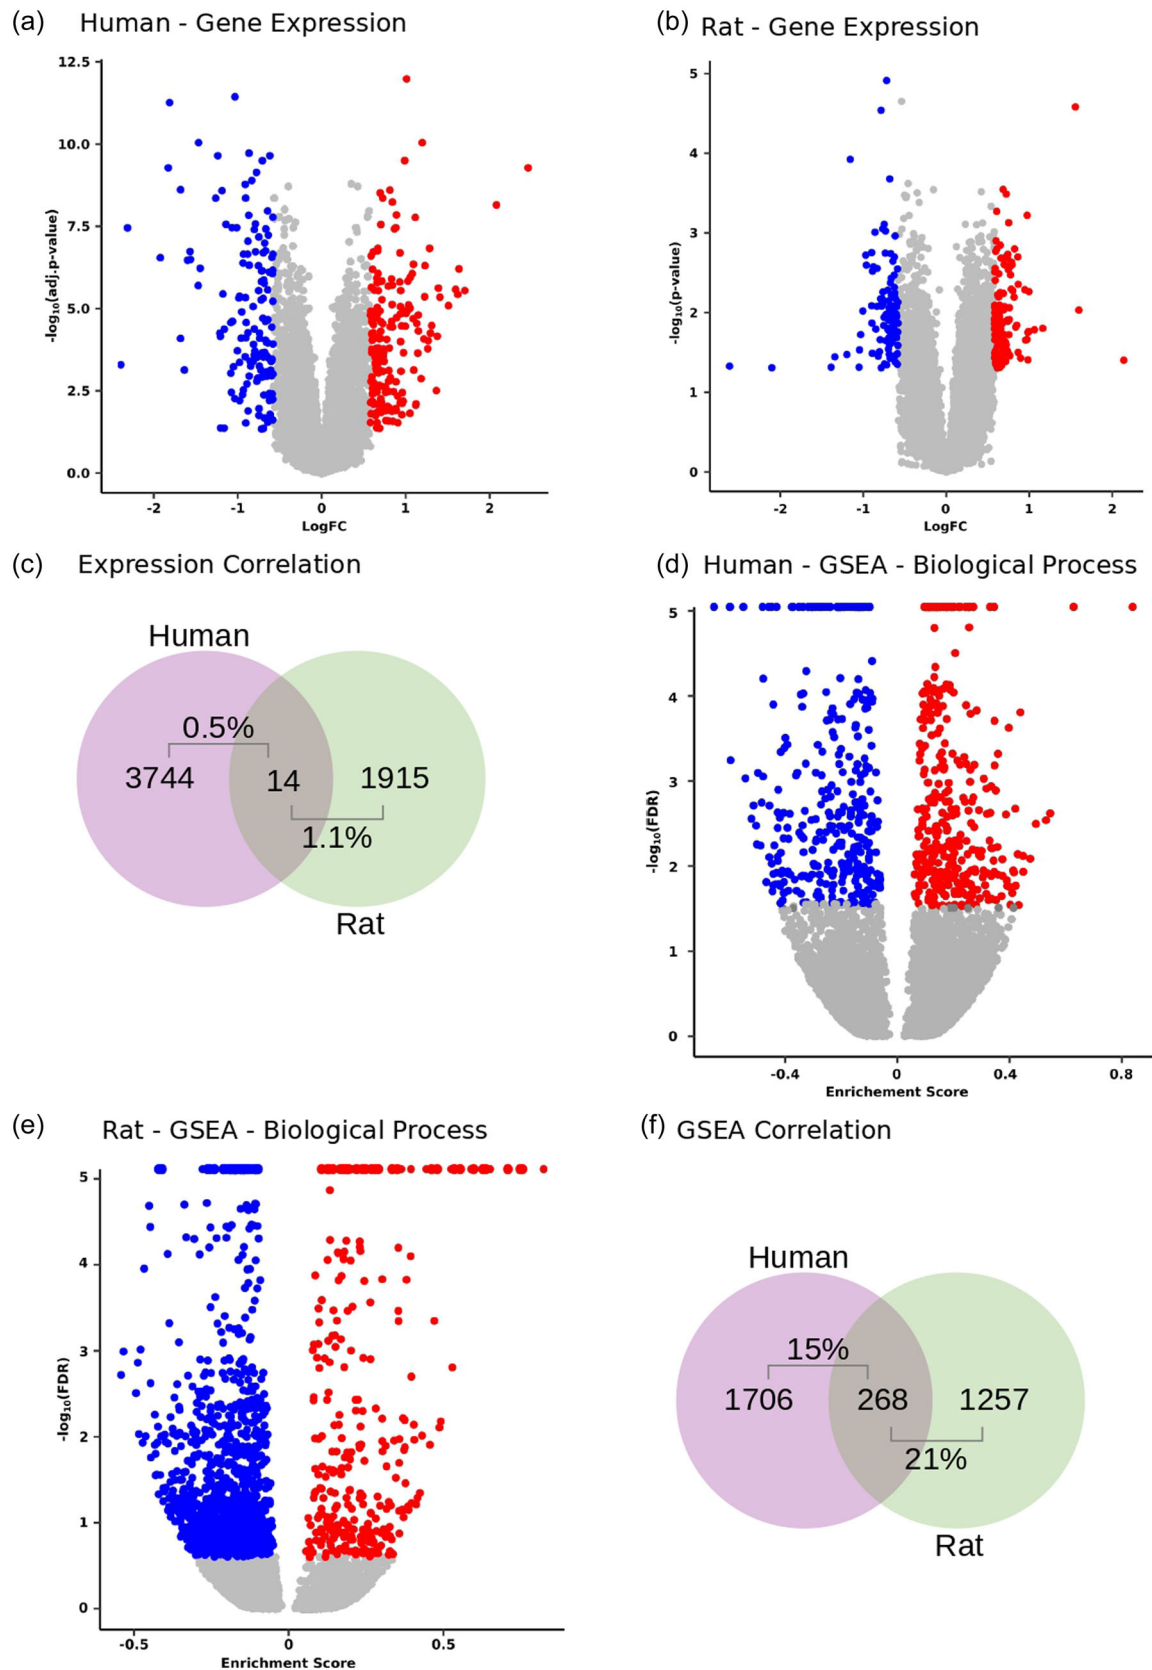 (a) Human - Gene Expression
12.5
10.0
7.5
5.0
2.5
0.0
-log10(adj.p-value)
-2 -1 0 1 2
LogFC
(b) Rat - Gene Expression
5
4
3
2
1
0
-log10(p-value)
-2 -1 0 1 2
LogFC
(c) Expression Correlation
Human
0.5%
3744 14 1915
1.1%
Rat
(d) Human - GSEA - Biological Process
5
4
3
2
1
0
-log10(FDR)
-0.4 0 0.4 0.8
Enrichement Score
(e) Rat - GSEA - Biological Process
5
4
3
2
1
0
-log10(FDR)
-0.5 0 0.5
Enrichment Score
(f) GSEA Correlation
Human
15%
1706 268 1257
21%
Rat